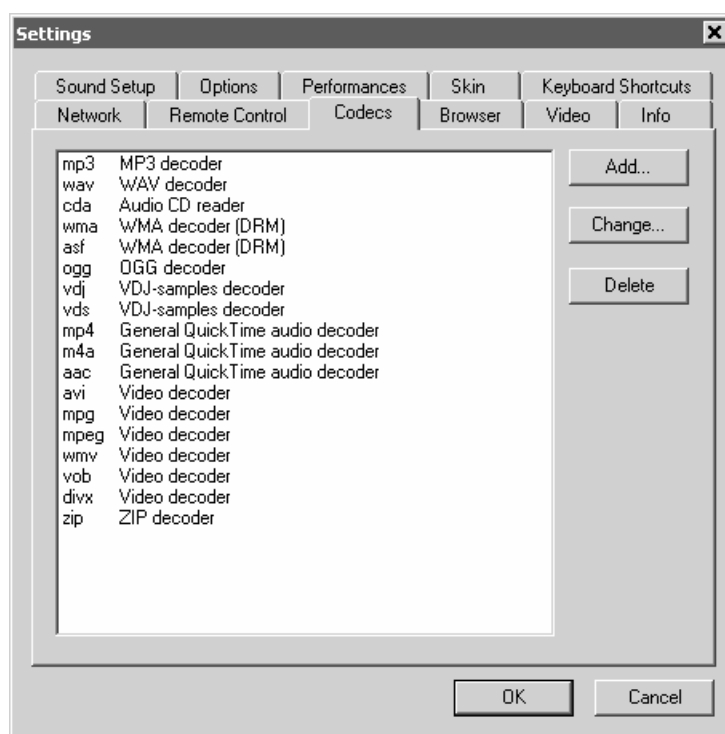 Settings
Sound Setup Options Performances Skin Keyboard Shortcuts
Network Remote Control Codecs Browser Video Info
mp3 MP3 decoder
wav WAV decoder
cda Audio CD reader
wma WMA decoder (DRM)
asf WMA decoder (DRM)
ogg OGG decoder
vdj VDJ-samples decoder
vds VDJ-samples decoder
mp4 General QuickTime audio decoder
m4a General QuickTime audio decoder
aac General QuickTime audio decoder
avi Video decoder
mpg Video decoder
mpeg Video decoder
wmv Video decoder
vob Video decoder
divx Video decoder
zip ZIP decoder
Add...
Change...
Delete
OK Cancel